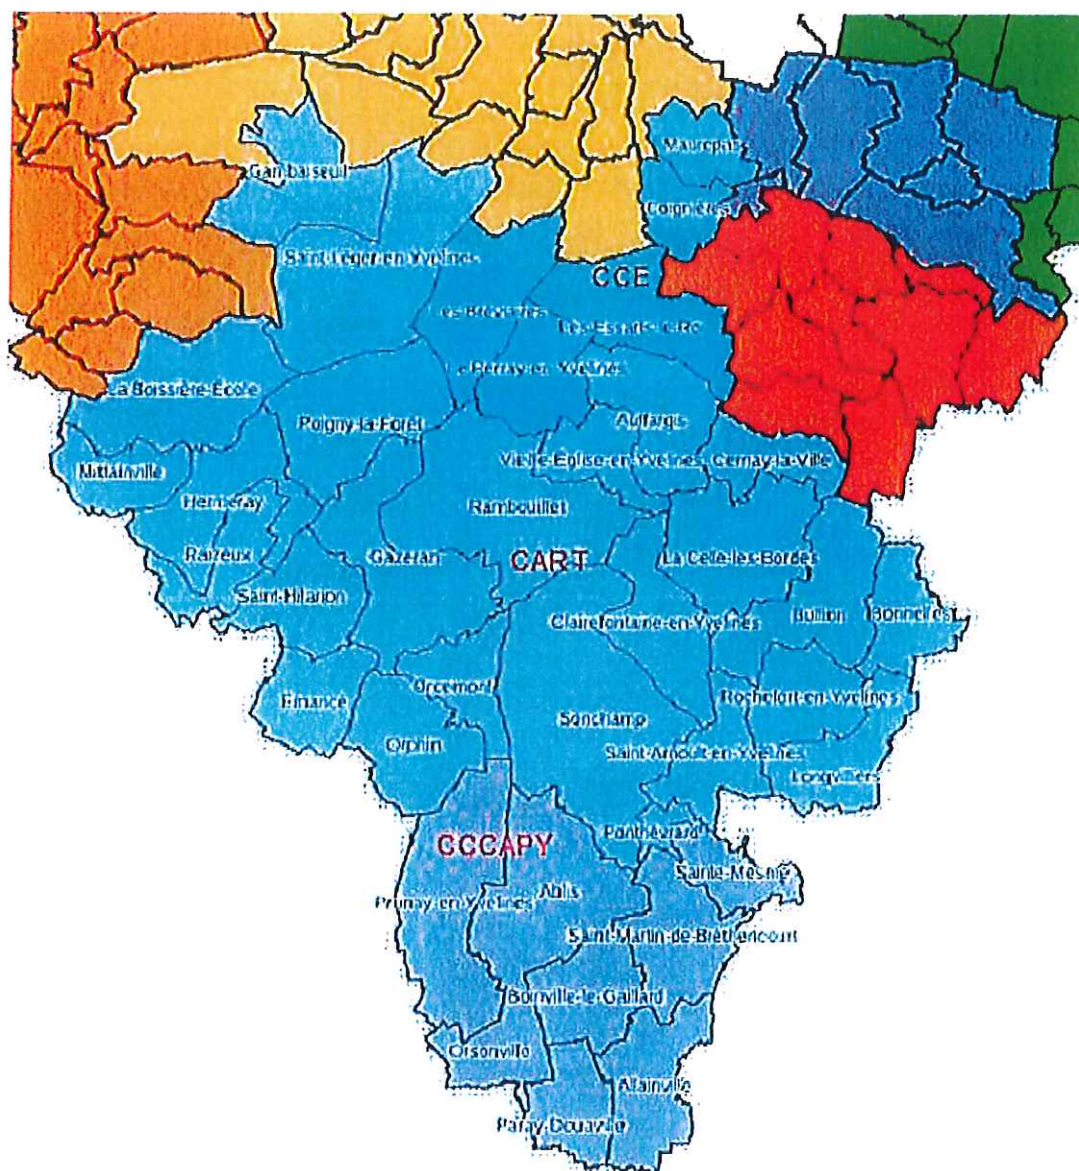 Maurepas
Gambaiseuil
Coignières
Saint-Léger-en-Yvelines
CCE
Les Bréviaires
Les Essarts-le-Roi
Le Perray-en-Yvelines
La Boissière-Ecole
Poigny-la-Forêt
Auffargis
Vieille-Eglise-en-Yvelines
Cernay-la-Ville
Mittainville
Hermeray
Rambouillet
Raizeux
Gazeran
CART
La Celle-les-Bordes
Saint-Hilarion
Clairefontaine-en-Yvelines
Bullion
Bonnelles
Emancé
Orcemont
Rochefort-en-Yvelines
Sonchamp
Orphin
Saint-Arnoult-en-Yvelines
Longvilliers
Ponthévrard
CCCAPY
Sainte-Mesme
Prunay-en-Yvelines
Ablis
Saint-Martin-de-Bréthencourt
Boinville-le-Gaillard
Orsonville
Allainville
Paray-Douaville